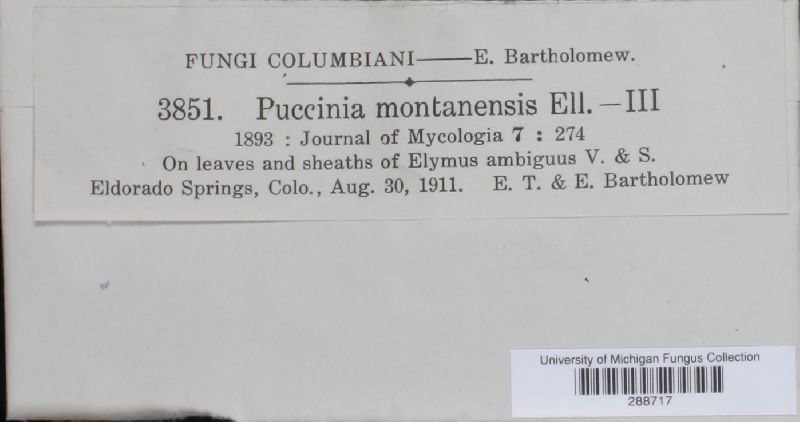 FUNGI COLUMBIANI——E. Bartholomew.
3851. Puccinia montanensis Ell. — III
1893 : Journal of Mycologia 7 : 274
On leaves and sheaths of Elymus ambiguus V. & S.
Eldorado Springs, Colo., Aug. 30, 1911. E. T. & E. Bartholomew
University of Michigan Fungus Collection
288717